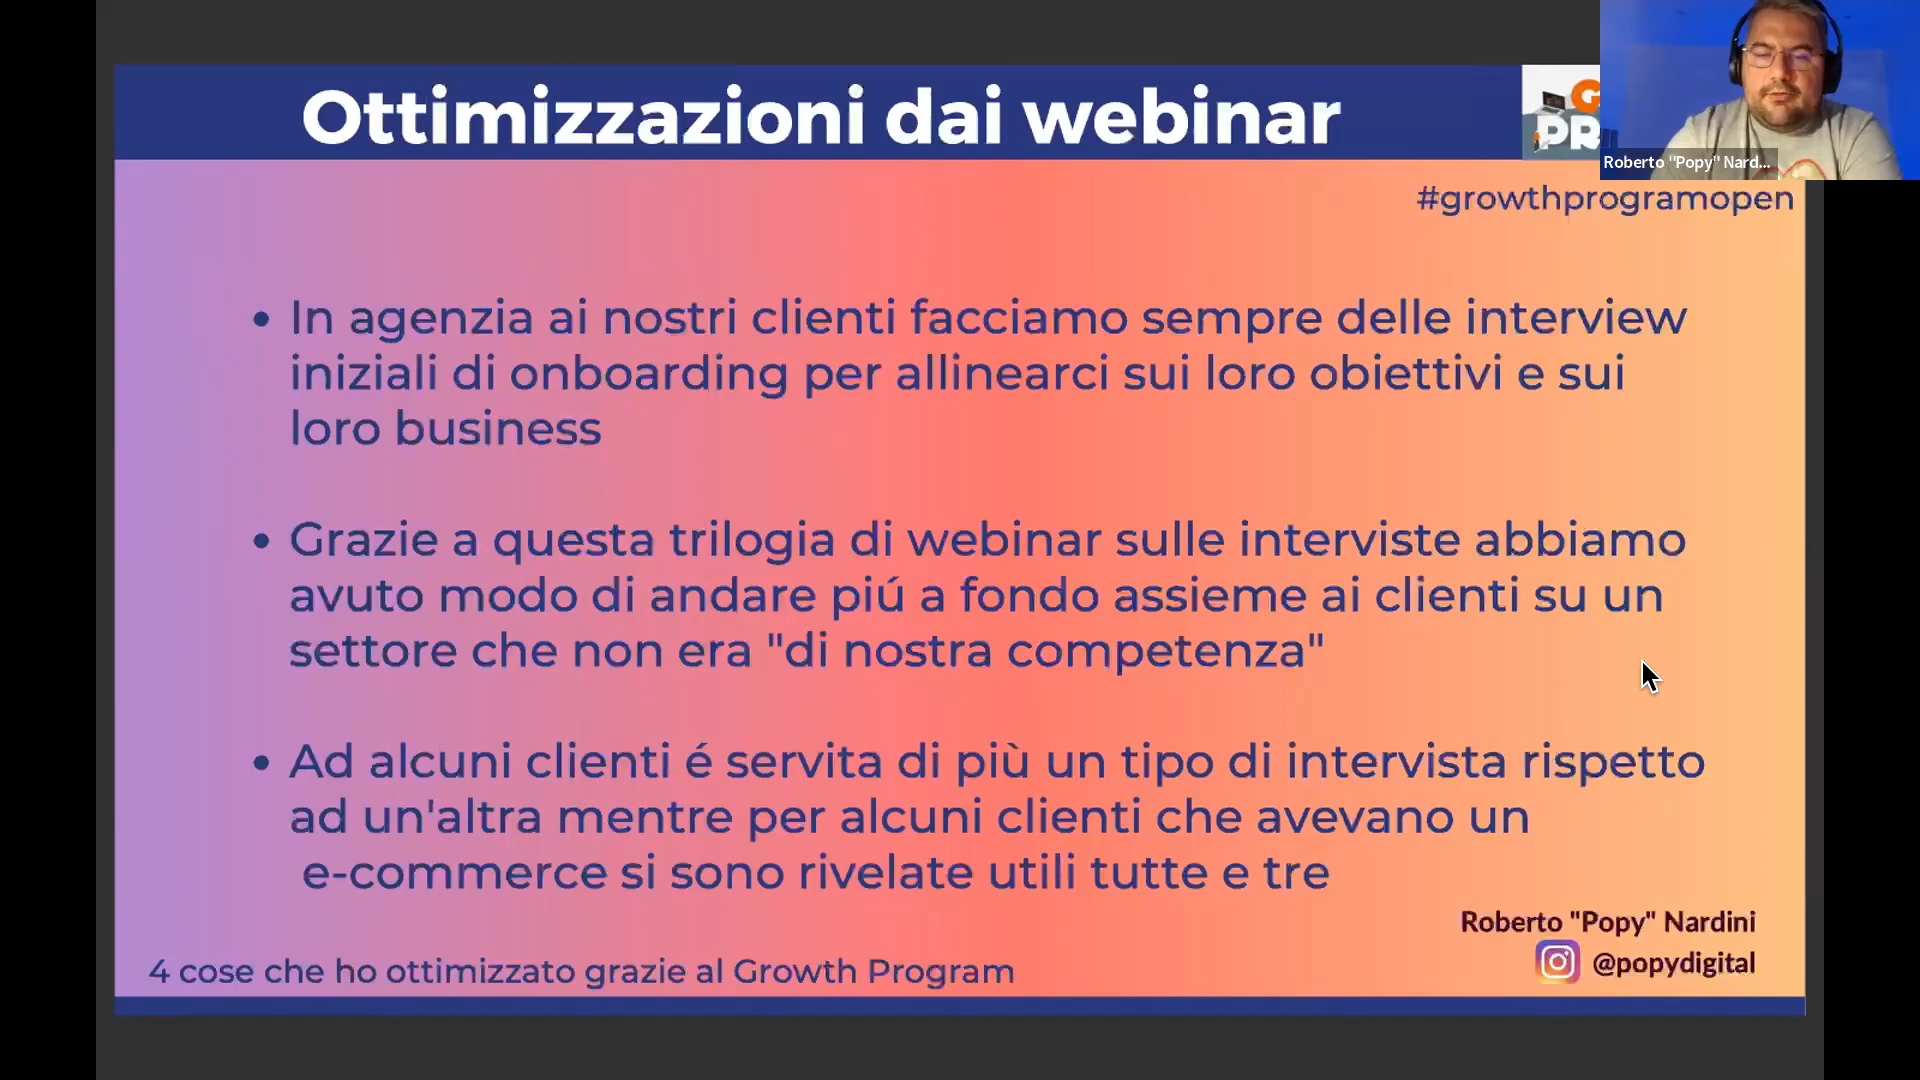 Ottimizzazioni dai webinar
G
PR
Roberto "Popy" Nard...
#growthprogramopen
• In agenzia ai nostri clienti facciamo sempre delle interview
iniziali di onboarding per allinearci sui loro obiettivi e sui
loro business
• Grazie a questa trilogia di webinar sulle interviste abbiamo
avuto modo di andare piú a fondo assieme ai clienti su un
settore che non era "di nostra competenza"
• Ad alcuni clienti é servita di più un tipo di intervista rispetto
ad un'altra mentre per alcuni clienti che avevano un
e-commerce si sono rivelate utili tutte e tre
Roberto "Popy" Nardini
@popydigital
4 cose che ho ottimizzato grazie al Growth Program